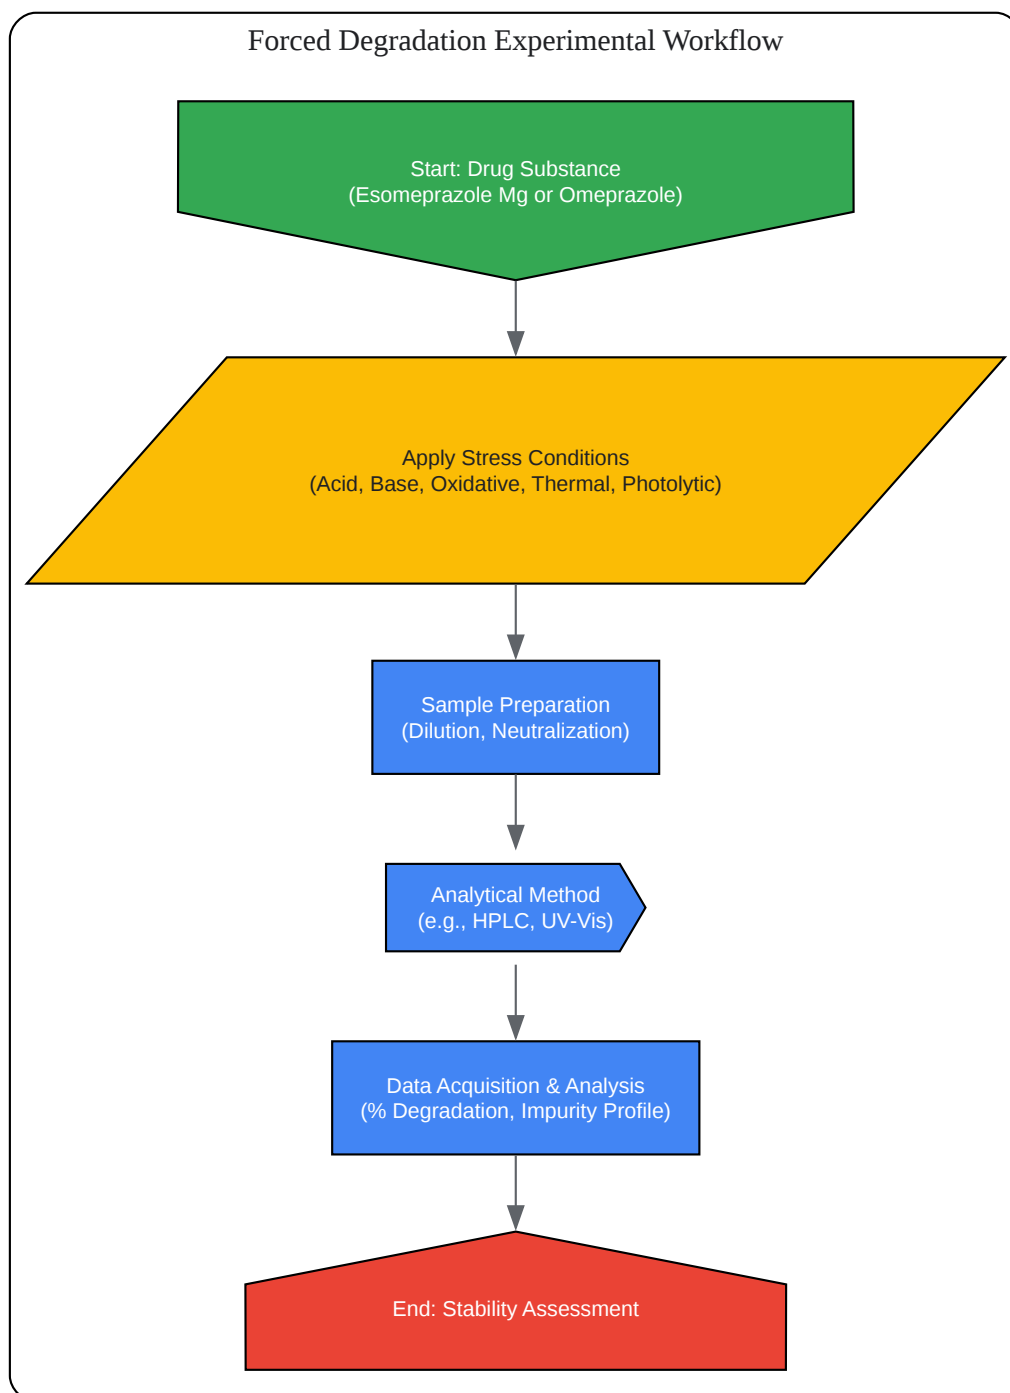 Forced Degradation Experimental Workflow
Start: Drug Substance
(Esomeprazole Mg or Omeprazole)
Apply Stress Conditions
(Acid, Base, Oxidative, Thermal, Photolytic)
Sample Preparation
(Dilution, Neutralization)
Analytical Method
(e.g., HPLC, UV-Vis)
Data Acquisition & Analysis
(% Degradation, Impurity Profile)
End: Stability Assessment